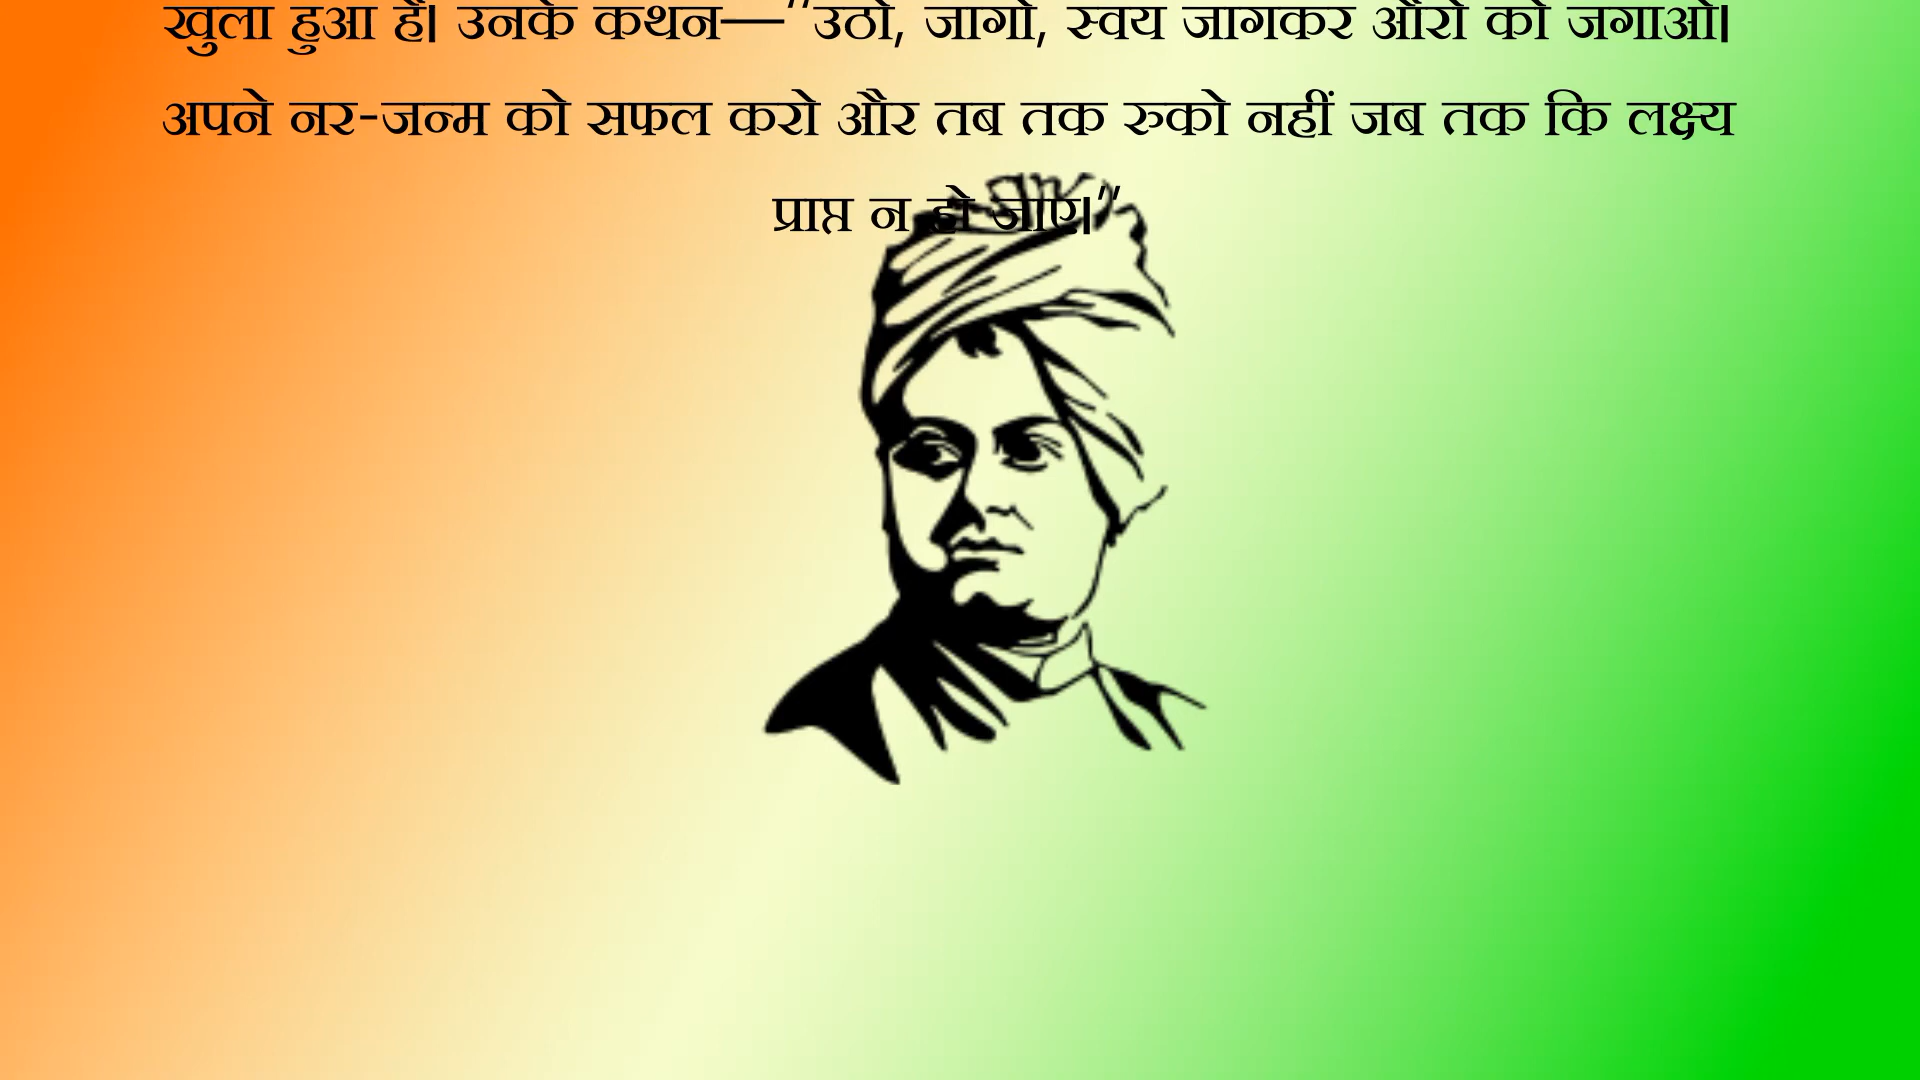 खुला हुआ है। उनके कथन—"उठो, जागो, स्वयं जागकर औरों को जगाओ।
अपने नर-जन्म को सफल करो और तब तक रुको नहीं जब तक कि लक्ष्य
प्राप्त न हो जाए।"